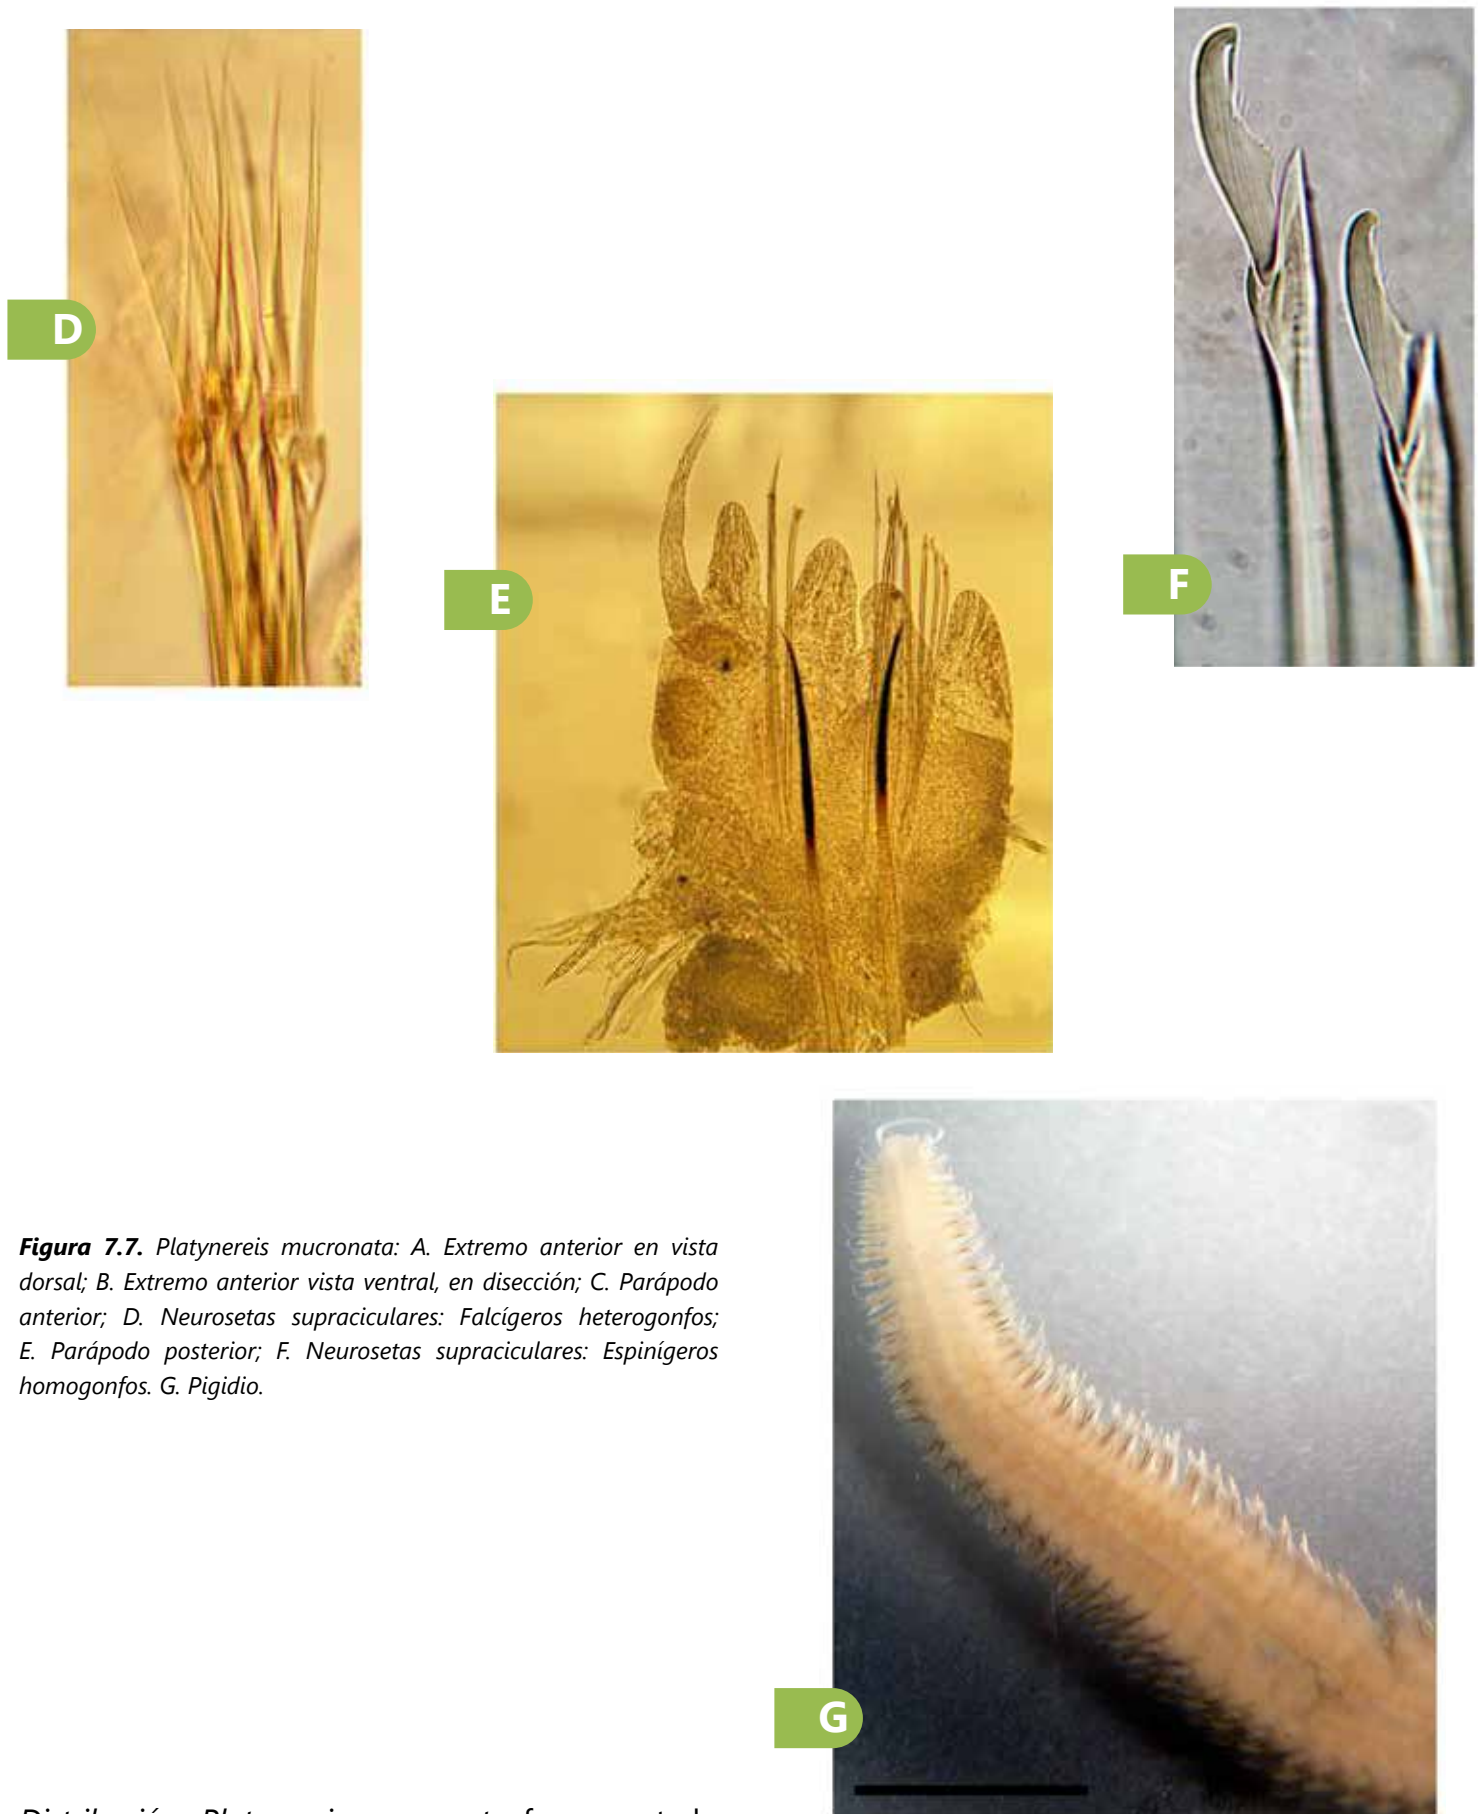 D
E
F
Figura 7.7. Platynereis mucronata: A. Extremo anterior en vista
dorsal; B. Extremo anterior vista ventral, en disección; C. Parápodo
anterior; D. Neurosetas supraciculares: Falcígeros heterogonfos;
E. Parápodo posterior; F. Neurosetas supraciculares: Espinígeros
homogonfos. G. Pigidio.
G